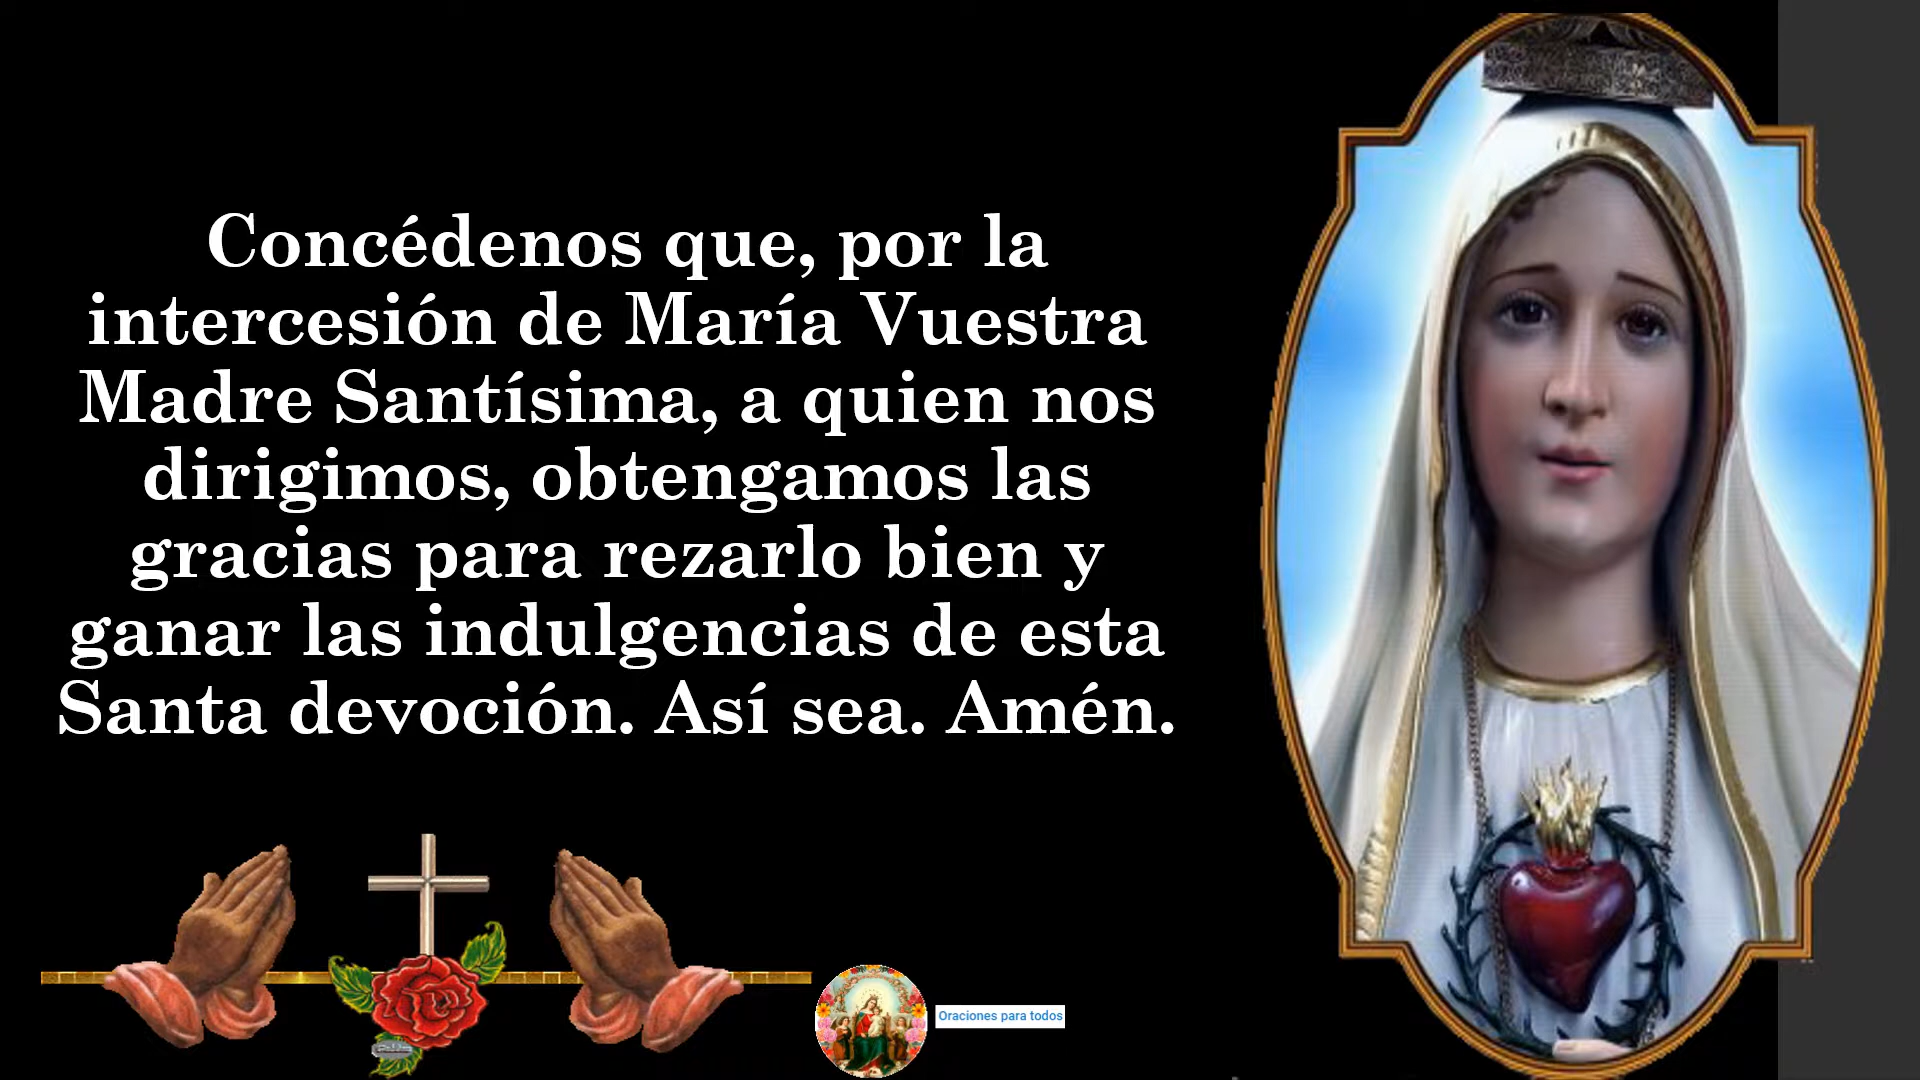 Concédenos que, por la
intercesión de María Vuestra
Madre Santísima, a quien nos
dirigimos, obtengamos las
gracias para rezarlo bien y
ganar las indulgencias de esta
Santa devoción. Así sea. Amén.
Oraciones para todos